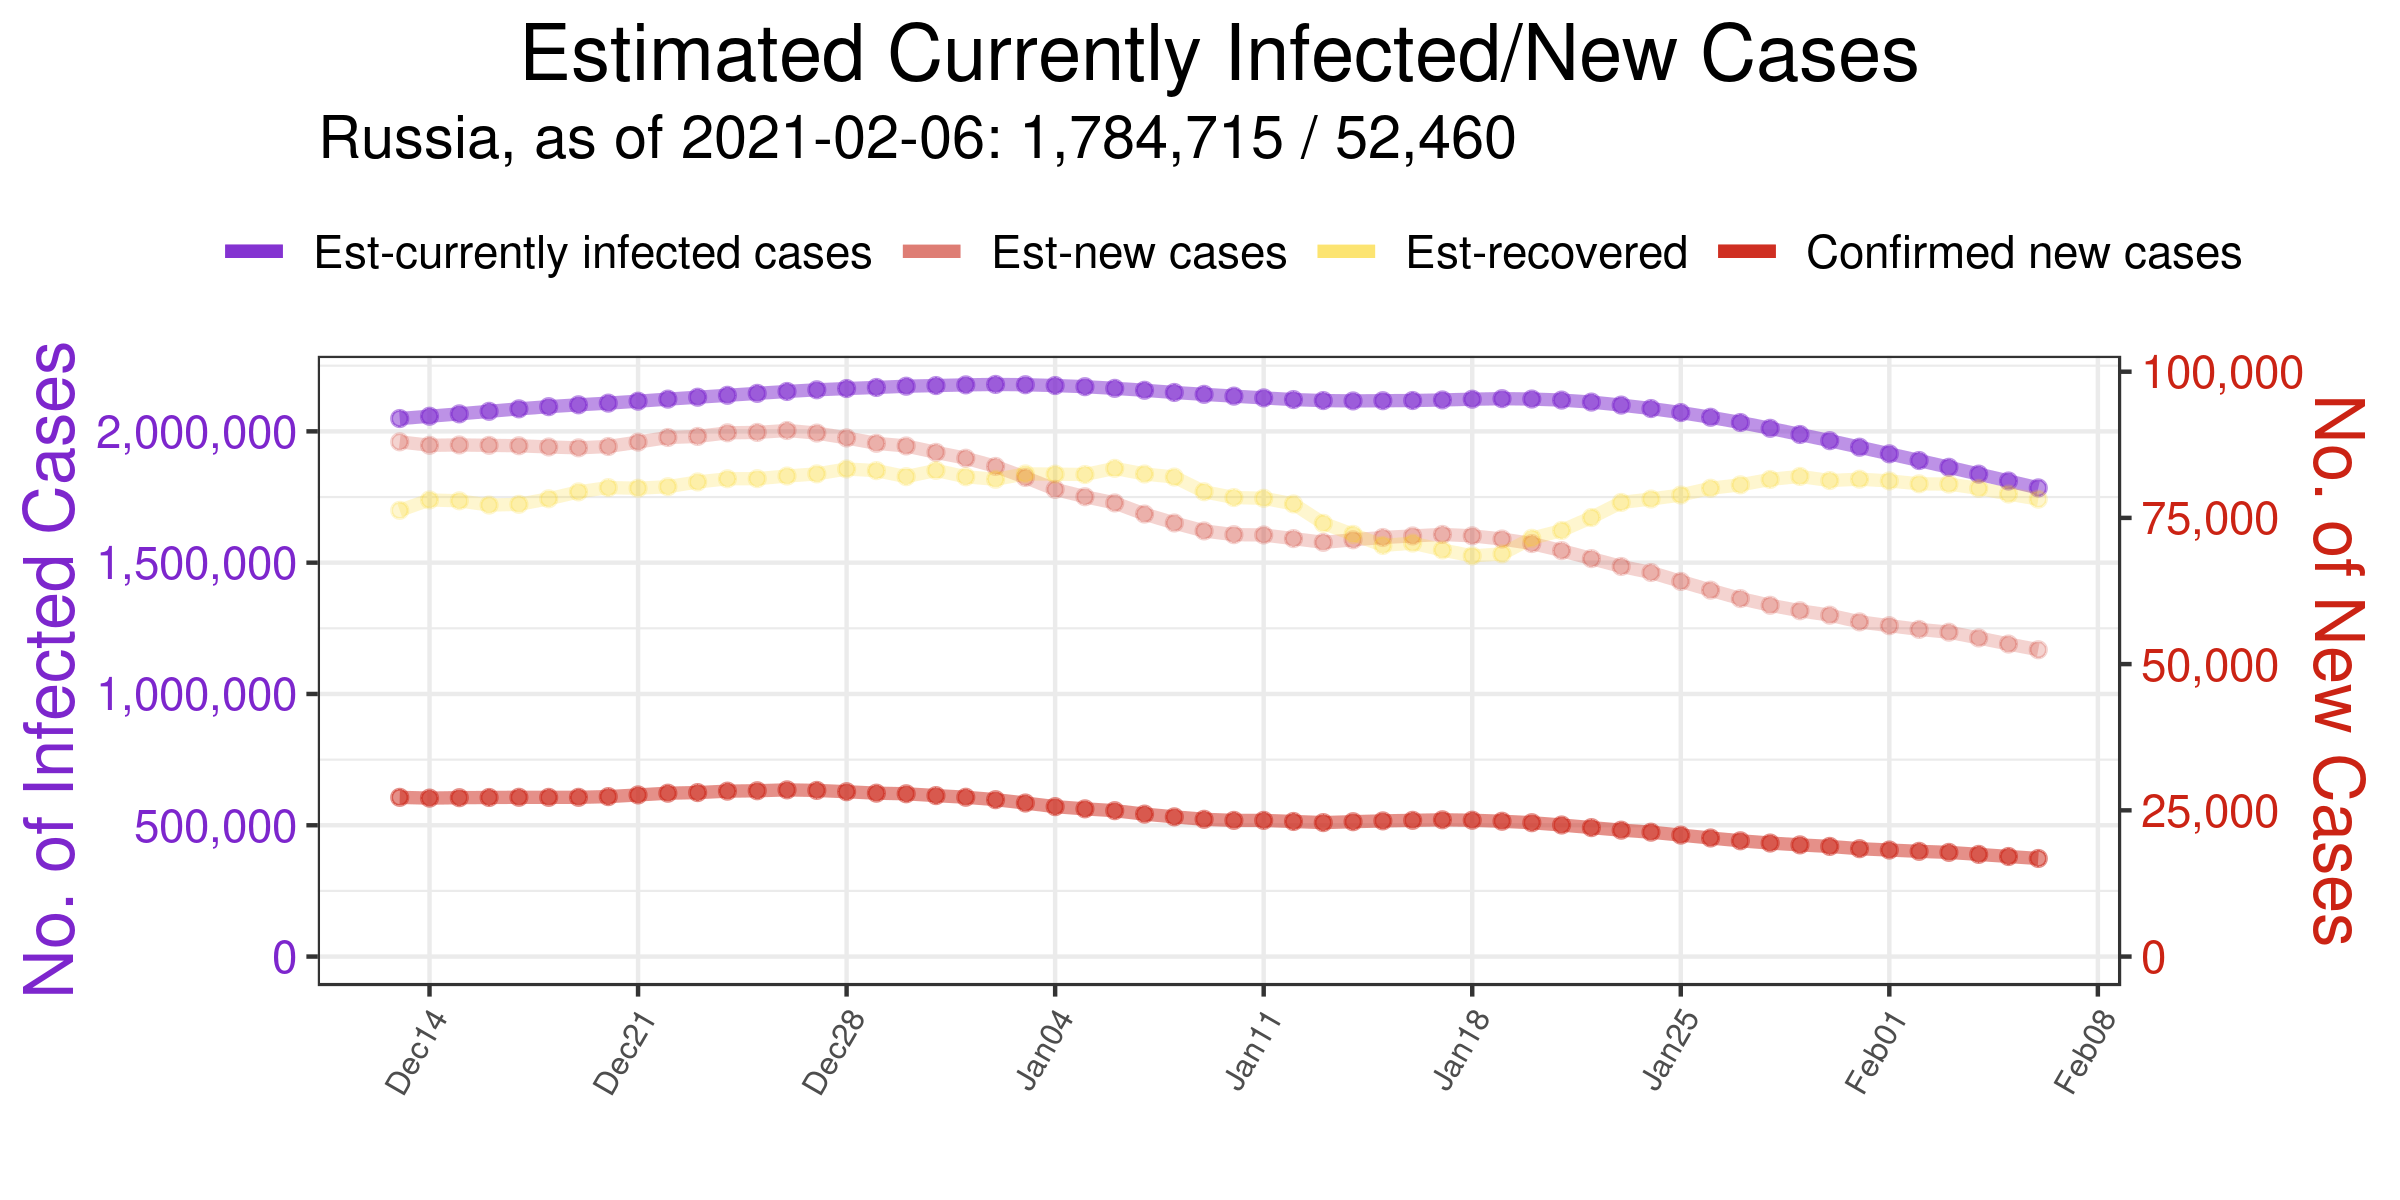 Estimated Currently Infected/New Cases
Russia, as of 2021-02-06: 1,784,715 / 52,460
Est-currently infected cases Est-new cases Est-recovered Confirmed new cases
No. of Infected Cases
2,000,000
1,500,000
1,000,000
500,000
0
100,000
75,000
50,000
25,000
0
No. of New Cases
Dec14 Dec21 Dec28 Jan04 Jan11 Jan18 Jan25 Feb01 Feb08